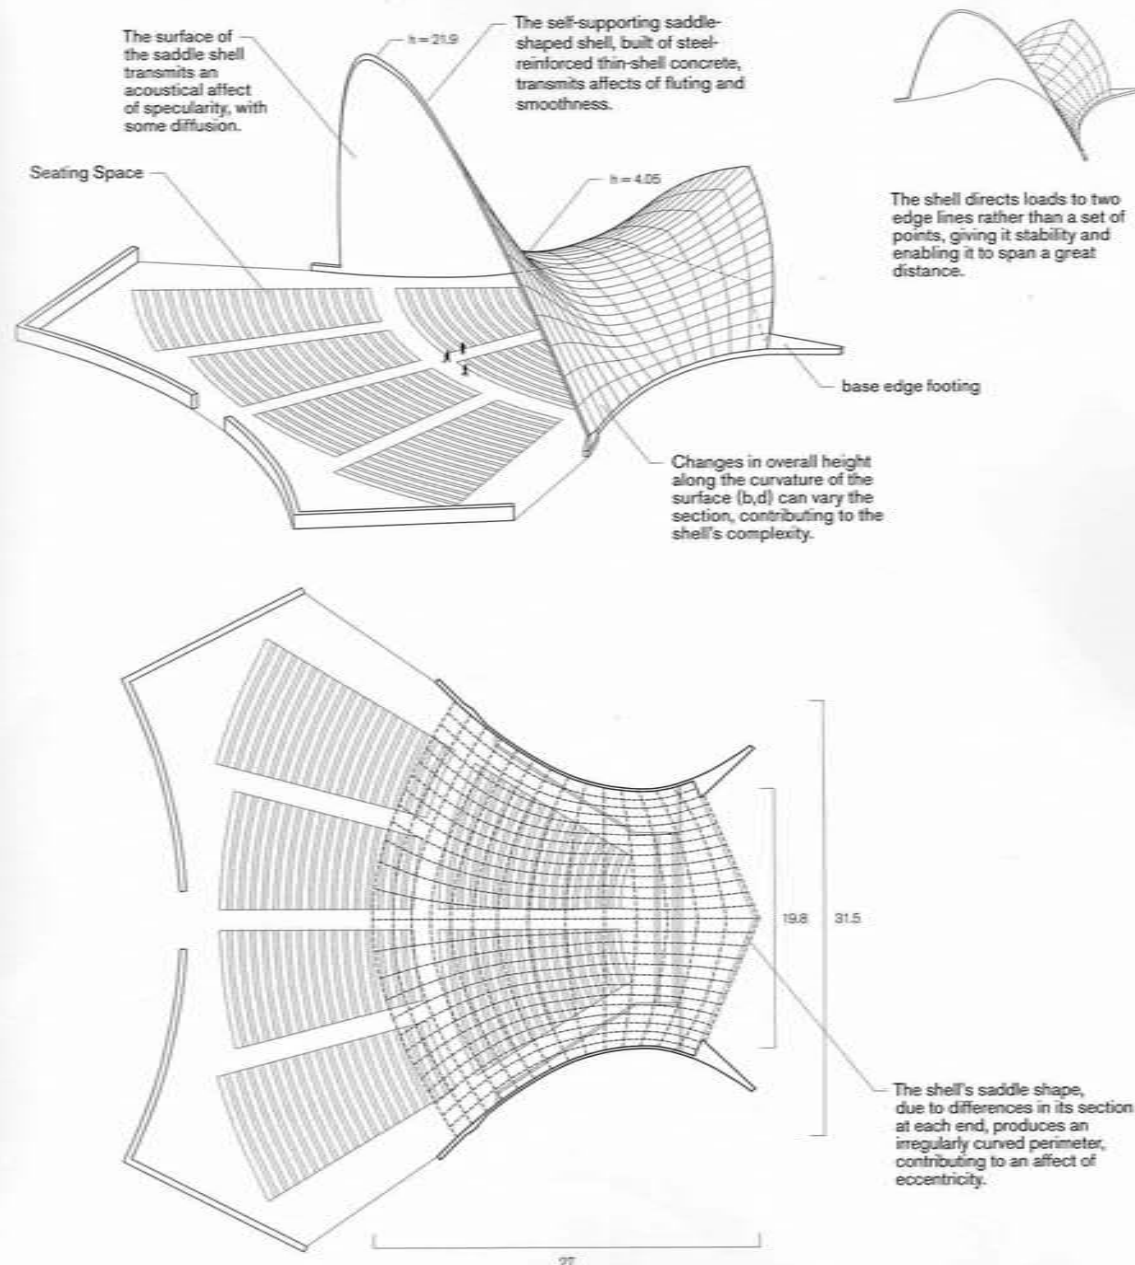 The surface of
the saddle shell
transmits an
acoustical affect
of specularity, with
some diffusion.
h = 21.9
The self-supporting saddle-
shaped shell, built of steel-
reinforced thin-shell concrete,
transmits affects of fluting and
smoothness.
Seating Space
h = 4.05
The shell directs loads to two
edge lines rather than a set of
points, giving it stability and
enabling it to span a great
distance.
base edge footing
Changes in overall height
along the curvature of the
surface (b,d) can vary the
section, contributing to the
shell's complexity.
19.8
31.5
The shell's saddle shape,
due to differences in its section
at each end, produces an
irregularly curved perimeter,
contributing to an affect of
eccentricity.